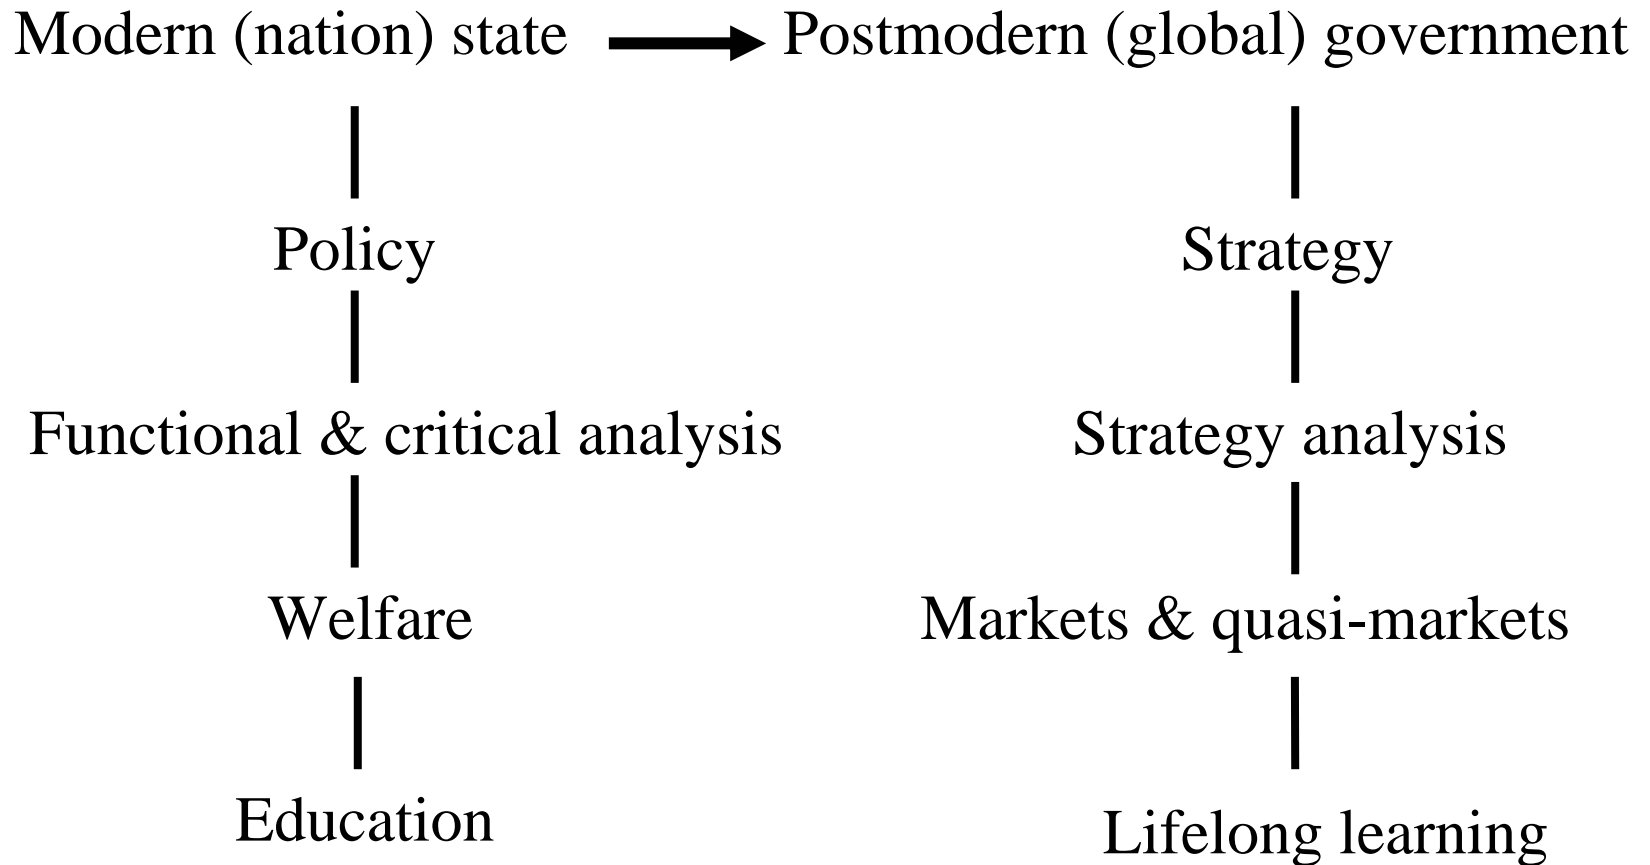 Modern (nation) state Postmodern (global) government
Policy Strategy
Functional & critical analysis Strategy analysis
Welfare Markets & quasi-markets
Education Lifelong learning